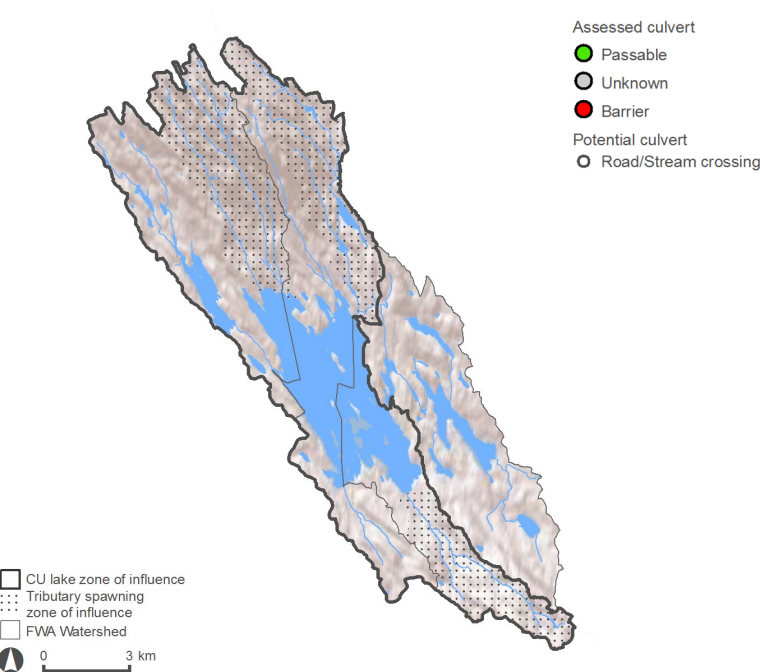 Assessed culvert
Passable
Unknown
Barrier
Potential culvert
Road/Stream crossing
CU lake zone of influence
Tributary spawning
zone of influence
FWA Watershed
0 3 km